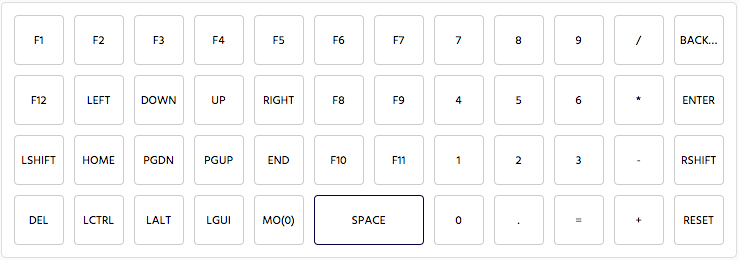 F1 F2 F3 F4 F5 F6 F7 7 8 9 / BACK...
F12 LEFT DOWN UP RIGHT F8 F9 4 5 6 * ENTER
LSHIFT HOME PGDN PGUP END F10 F11 1 2 3 - RSHIFT
DEL LCTRL LALT LGUI MO(0) SPACE 0 . = + RESET